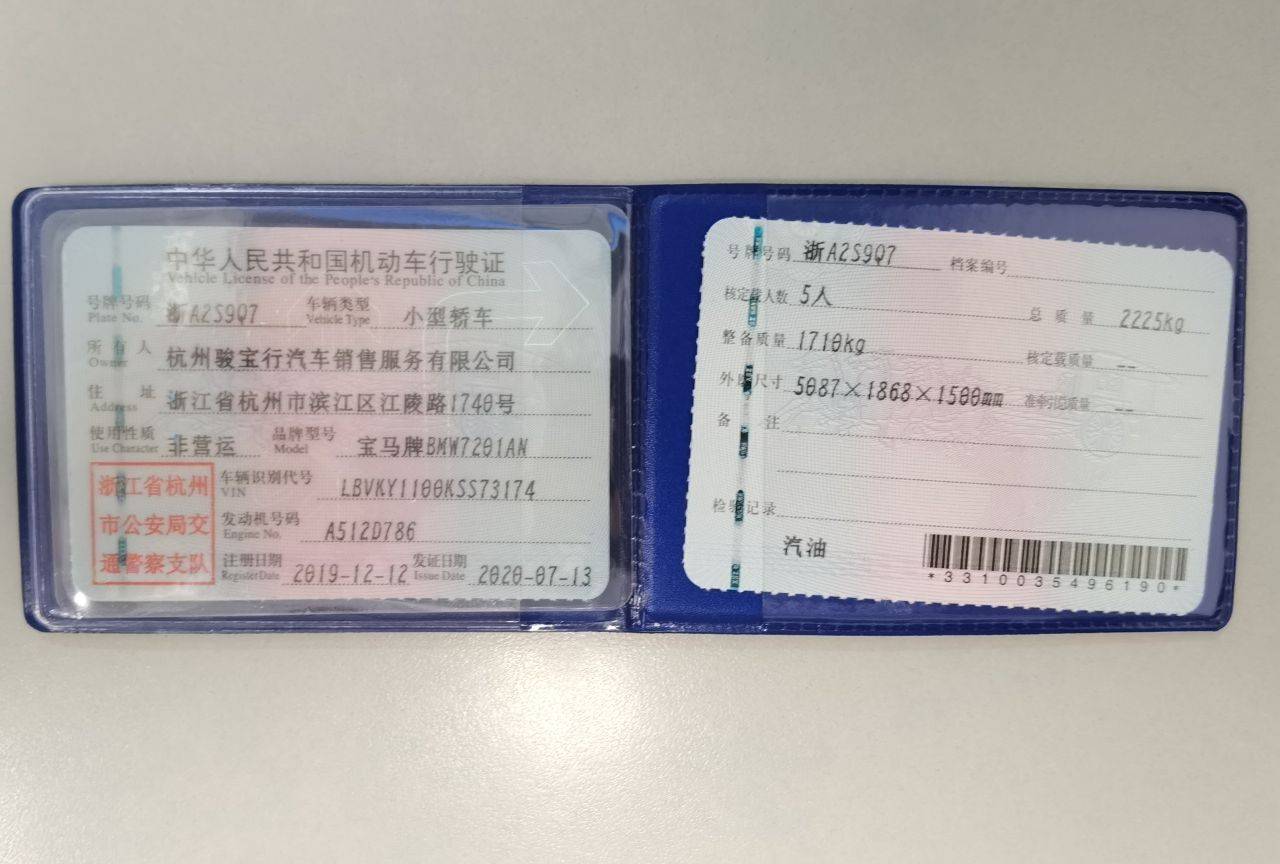 中华人民共和国机动车行驶证
Vehicle License of the People's Republic of China
号牌号码 浙A2S9Q7 车辆类型 小型轿车
Plate No. Vehicle Type
所有人 杭州骏宝行汽车销售服务有限公司
Owner
住址 浙江省杭州市滨江区江陵路1740号
Address
使用性质 非营运 品牌型号 宝马牌BMW7201AN
Use Character Model
浙江省杭州
市公安局交
通警察支队
车辆识别代号 LBVKY1100KSS73174
VIN
发动机号码 A512D786
Engine No.
注册日期 2019-12-12 发证日期 2020-07-13
Register Date Issue Date
号牌号码 浙A2S9Q7 档案编号
核定载人数 5人 总质量 2225kg
整备质量 1710kg 核定载质量 --
外廓尺寸 5087×1868×1500mm 准牵引总质量 --
备注
检验记录
汽油
*3310035496190*